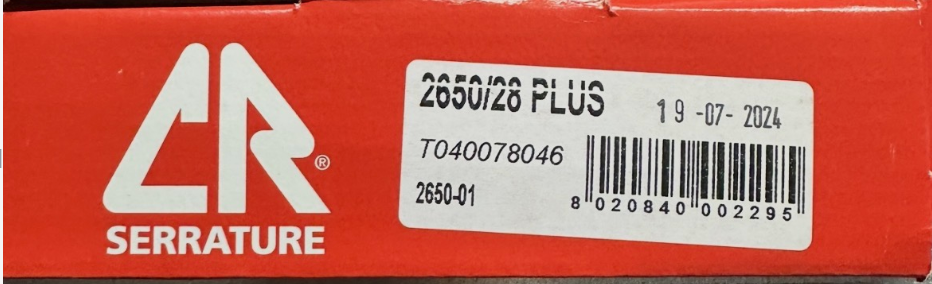 CR®
SERRATURE
2650/28 PLUS
19-07-2024
T040078046
2650-01
8 020840 002295